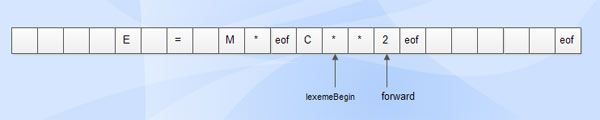 E = M * eof C * * 2 eof eof
lexemeBegin forward